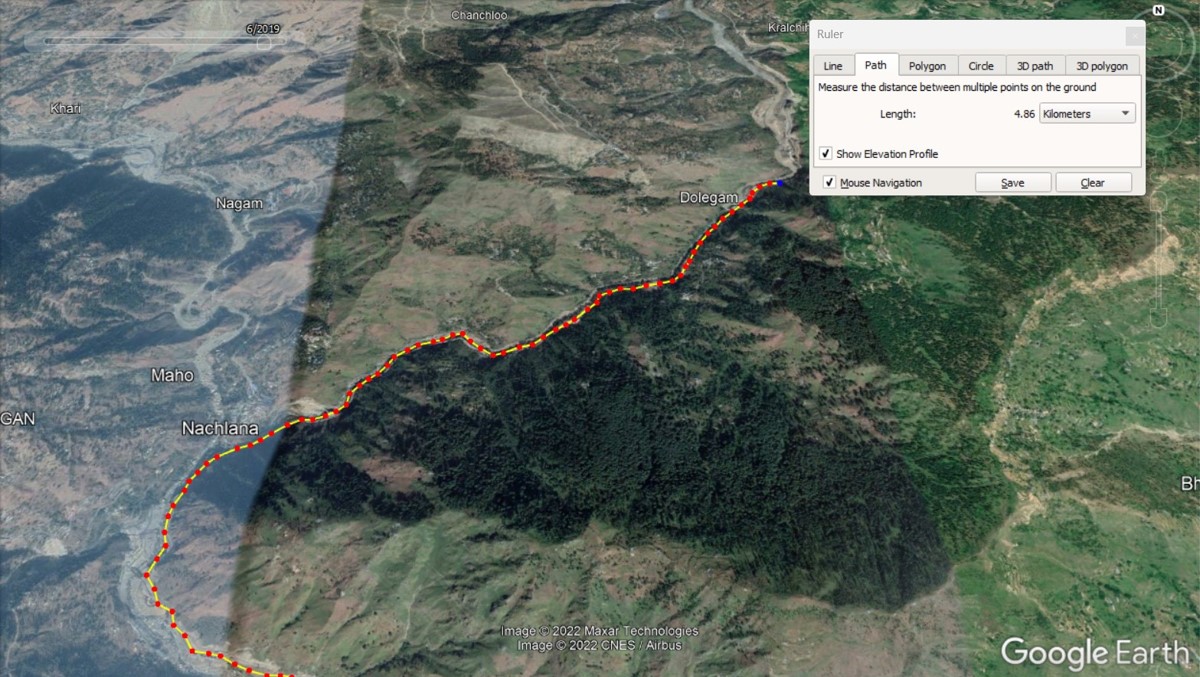 6/2019
Chanchloo
Kralchih
N
Ruler
Line Path Polygon Circle 3D path 3D polygon
Measure the distance between multiple points on the ground
Length: 4.86 Kilometers
Show Elevation Profile
Mouse Navigation Save Clear
Khari
Nagam
Dolegam
Maho
GAN
Nachlana
Bh
Image © 2022 Maxar Technologies
Image © 2022 CNES / Airbus
Google Earth